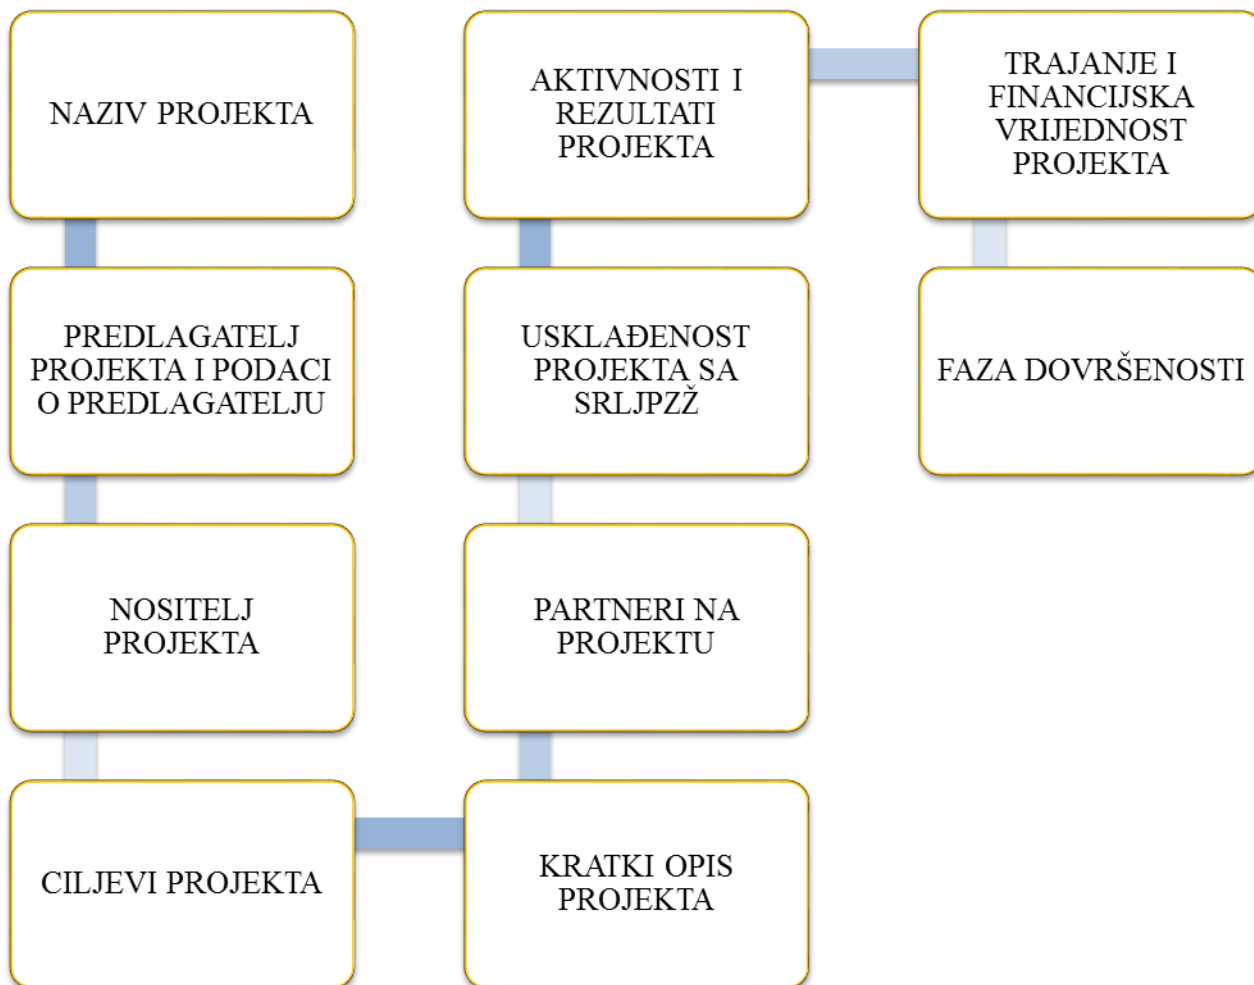 NAZIV PROJEKTA
PREDLAGATELJ
PROJEKTA I PODACI
O PREDLAGATELJU
NOSITELJ
PROJEKTA
CILJEVI PROJEKTA
KRATKI OPIS
PROJEKTA
PARTNERI NA
PROJEKTU
USKLAĐENOST
PROJEKTA SA
SRLJPZŽ
AKTIVNOSTI I
REZULTATI
PROJEKTA
TRAJANJE I
FINANCIJSKA
VRIJEDNOST
PROJEKTA
FAZA DOVRŠENOSTI